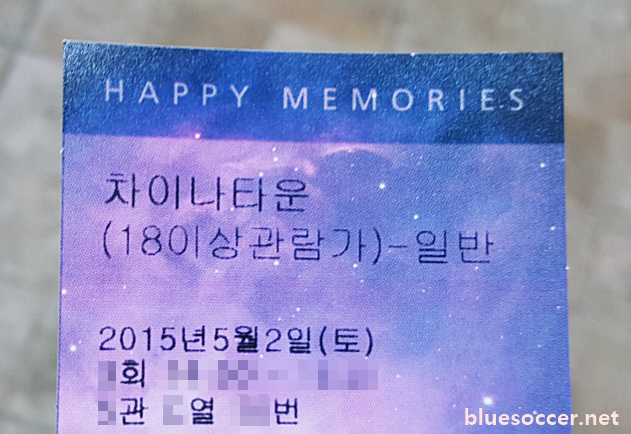 HAPPY MEMORIES
차이나타운
(18이상관람가)-일반
2015년5월2일(토)
회
관 열 번
bluesoccer.net